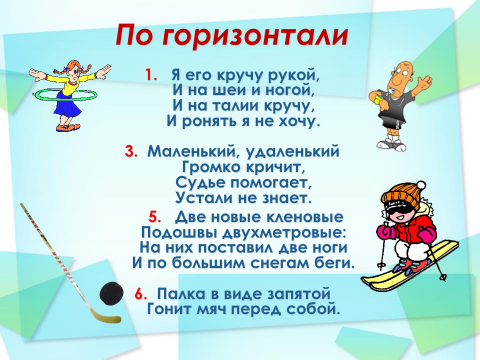 По горизонтали
1. Я его кручу рукой,
И на шеи и ногой,
И на талии кручу,
И ронять я не хочу.
3. Маленький, удаленький
Громко кричит,
Судье помогает,
Устали не знает.
5. Две новые кленовые
Подошвы двухметровые:
На них поставил две ноги
И по большим снегам беги.
6. Палка в виде запятой
Гонит мяч перед собой.